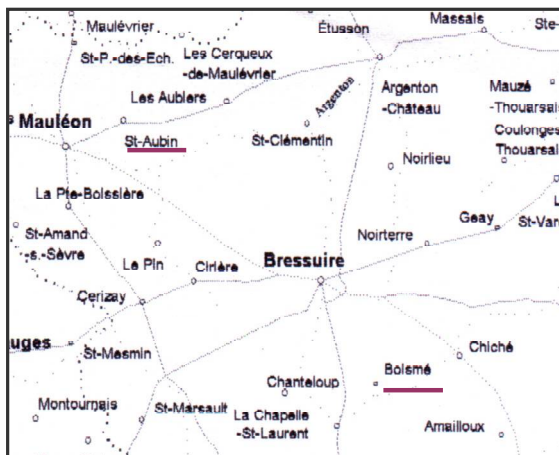 Maulévrier
Étusson
Massais
Ste-
St-P.-des-Ech.
Les Cerqueux
-de-Maulévrier
Argenton
Argenton
-Château
Mauzé
-Thouarsais
Les Aubiers
Mauléon
St-Aubin
St-Clémentin
Coulonges
Thouarsais
Noirlieu
La Pte-Boissière
Geay
St-Var
St-Amand
-s.-Sèvre
Noirterre
Le Pin
Cirière
Bressuire
Cerizay
uges
St-Mesmin
Chiché
Boismé
Chanteloup
Montournais
St-Marsault
La Chapelle
-St-Laurent
Amailloux